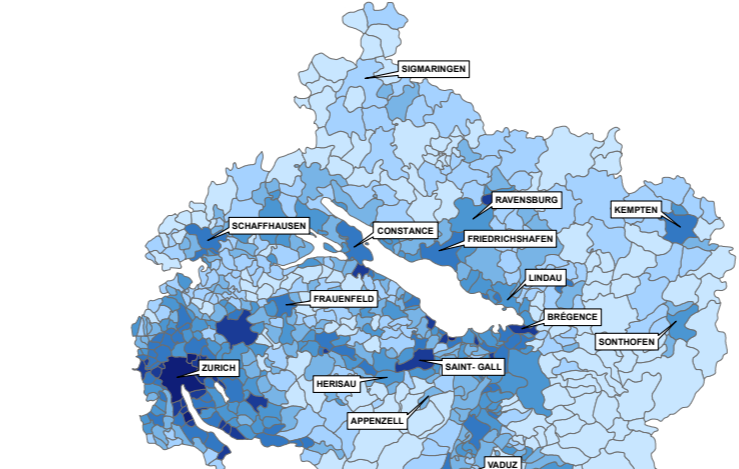 SIGMARINGEN
RAVENSBURG
KEMPTEN
SCHAFFHAUSEN
CONSTANCE
FRIEDRICHSHAFEN
LINDAU
FRAUENFELD
BRÉGENCE
SONTHOFEN
ZURICH
SAINT- GALL
HERISAU
APPENZELL
VADUZ